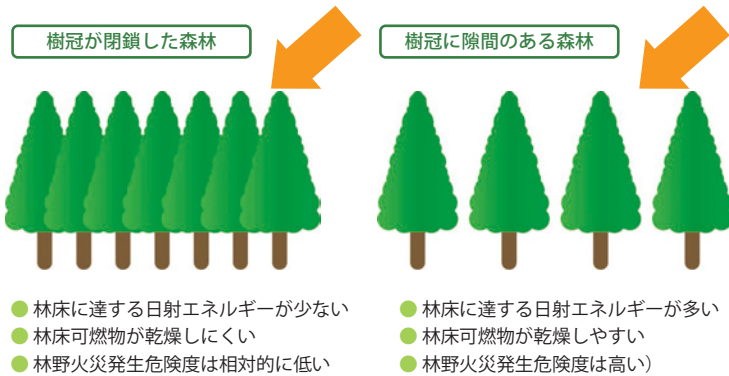 樹冠が閉鎖した森林
樹冠に隙間のある森林
● 林床に達する日射エネルギーが少ない
● 林床可燃物が乾燥しにくい
● 林野火災発生危険度は相対的に低い
● 林床に達する日射エネルギーが多い
● 林床可燃物が乾燥しやすい
● 林野火災発生危険度は高い）